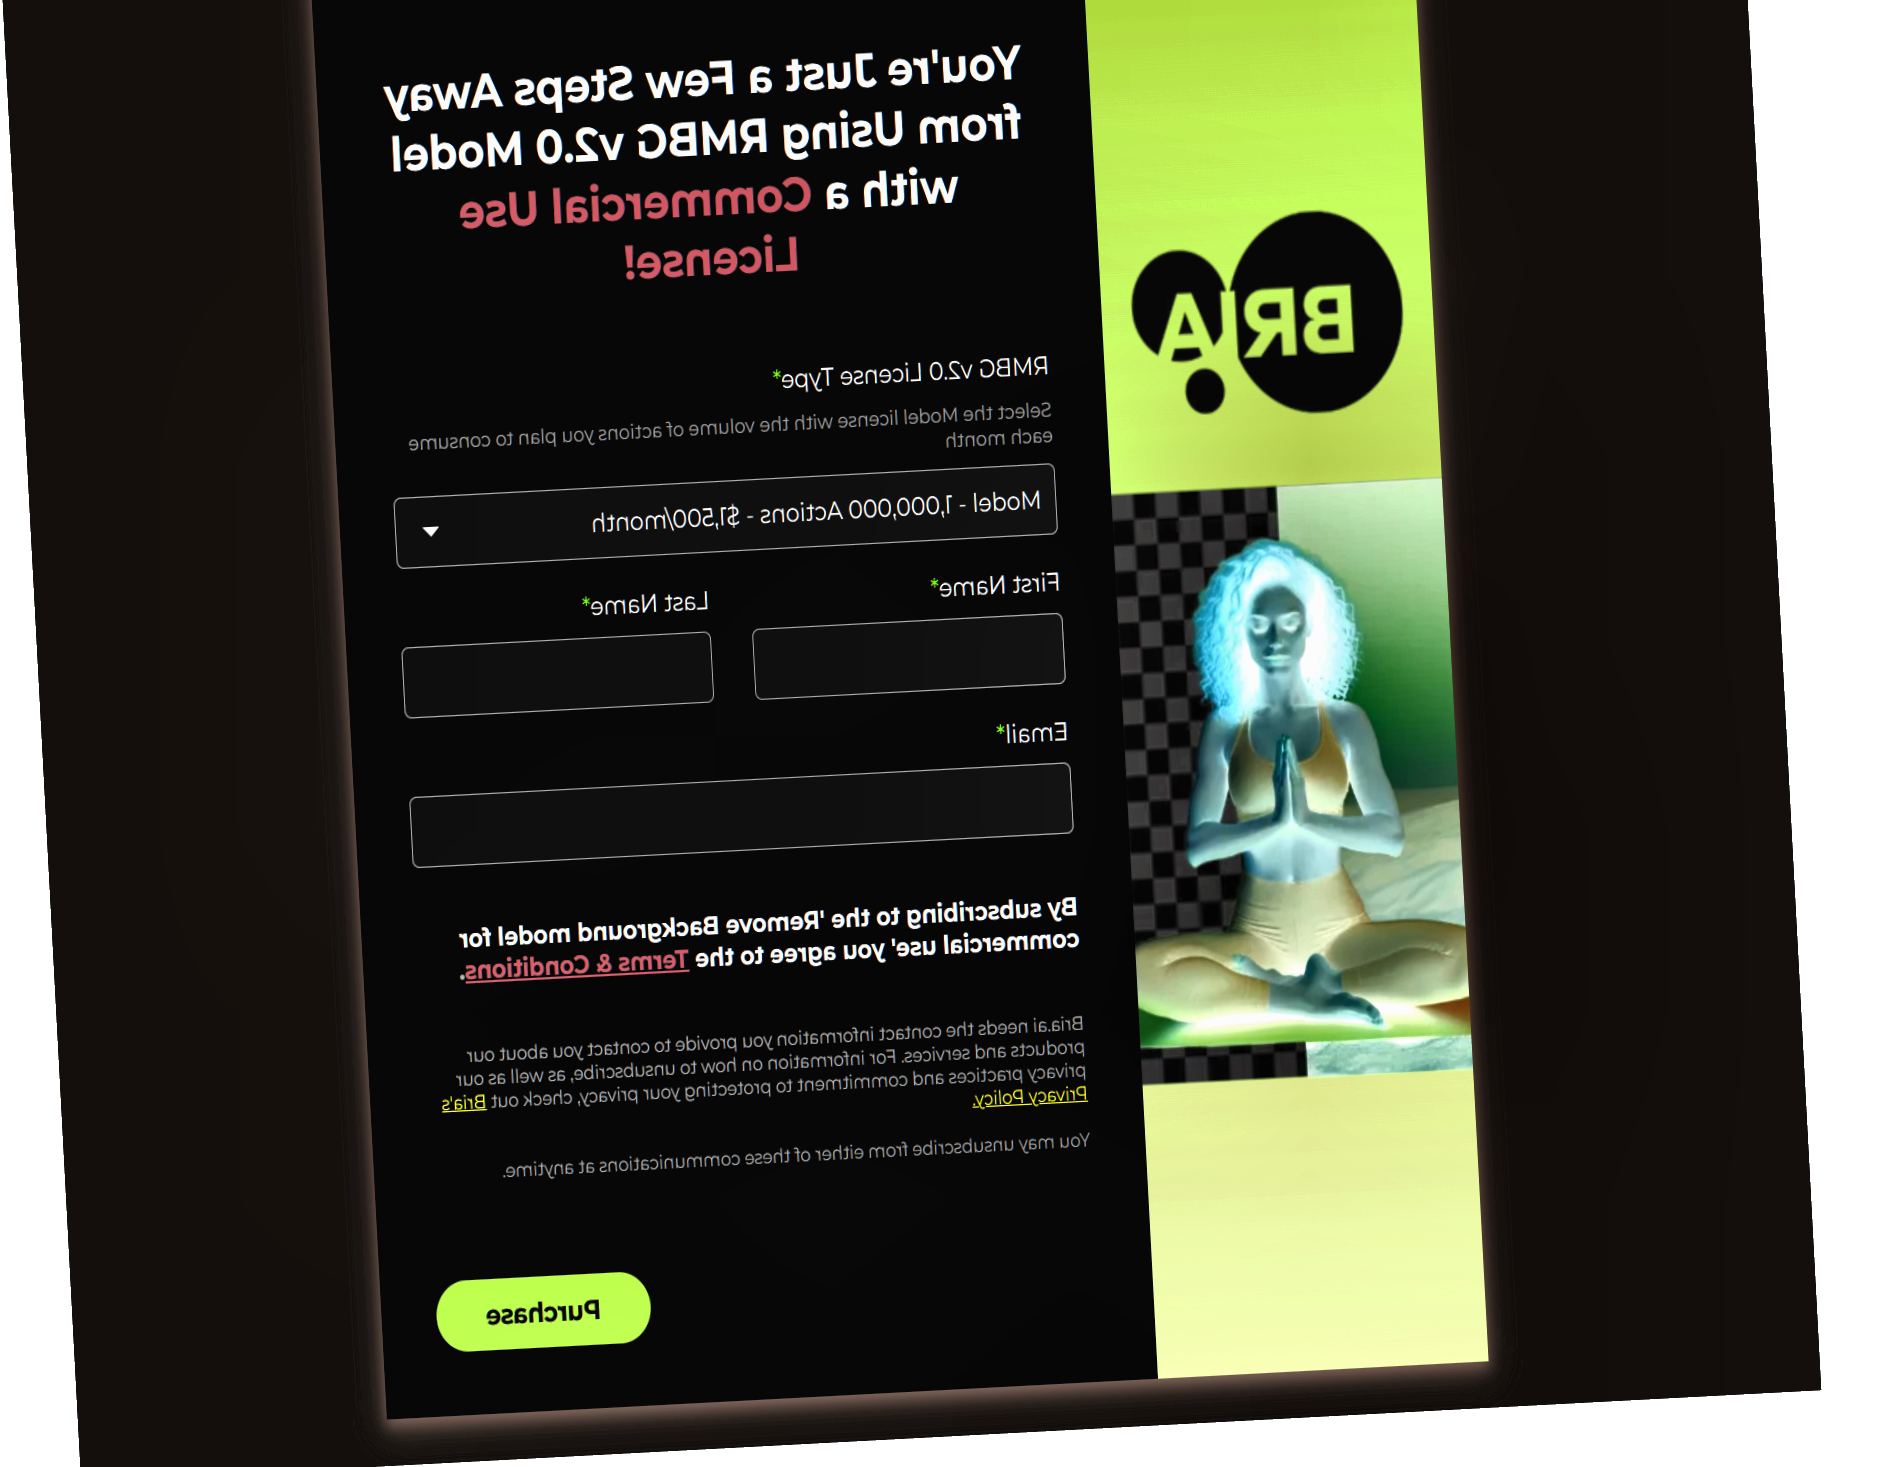 You're Just a Few Steps Away
from Using RMBG v2.0 Model
with a Commercial Use
License!
BRIA
RMBG v2.0 License Type*
Select the Model license with the volume of actions you plan to consume
each month
Model - 1,000,000 Actions - $1,500/month
First Name*
Last Name*
Email*
By subscribing to the 'Remove Background model for
commercial use' you agree to the Terms & Conditions.
Bria.ai needs the contact information you provide to contact you about our
products and services. For information on how to unsubscribe, as well as our
privacy practices and commitment to protecting your privacy, check out Bria's
Privacy Policy.
You may unsubscribe from either of these communications at anytime.
Purchase